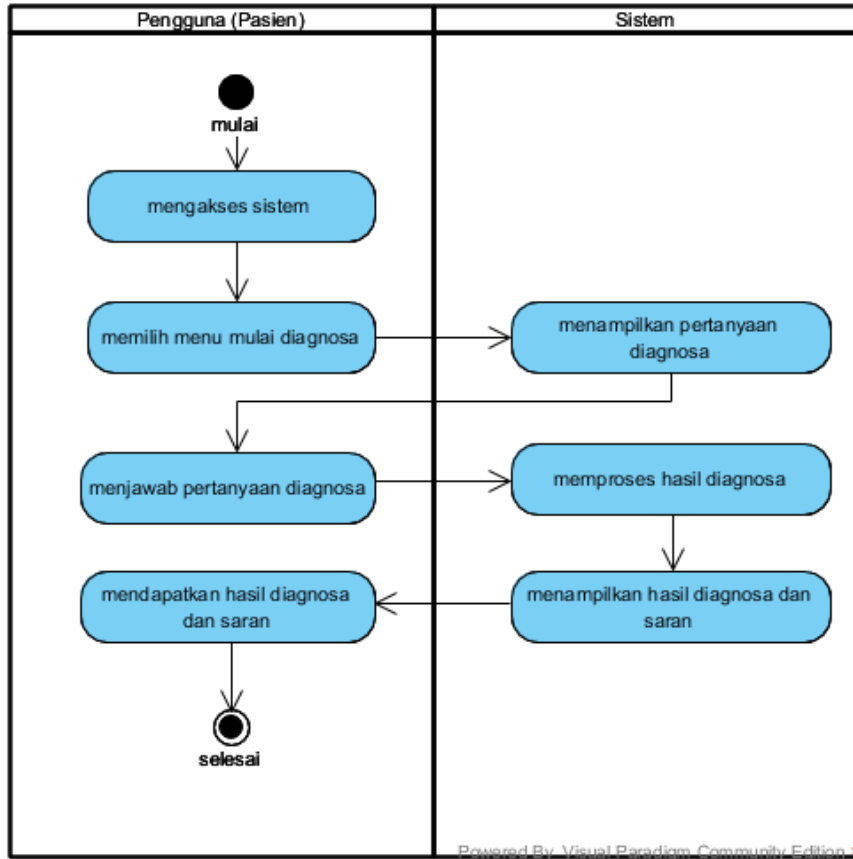 Pengguna (Pasien)
Sistem
mulai
mengakses sistem
memilih menu mulai diagnosa
menampilkan pertanyaan
diagnosa
menjawab pertanyaan diagnosa
memproses hasil diagnosa
mendapatkan hasil diagnosa
dan saran
menampilkan hasil diagnosa dan
saran
selesai
Powered By Visual Paradigm Community Edition